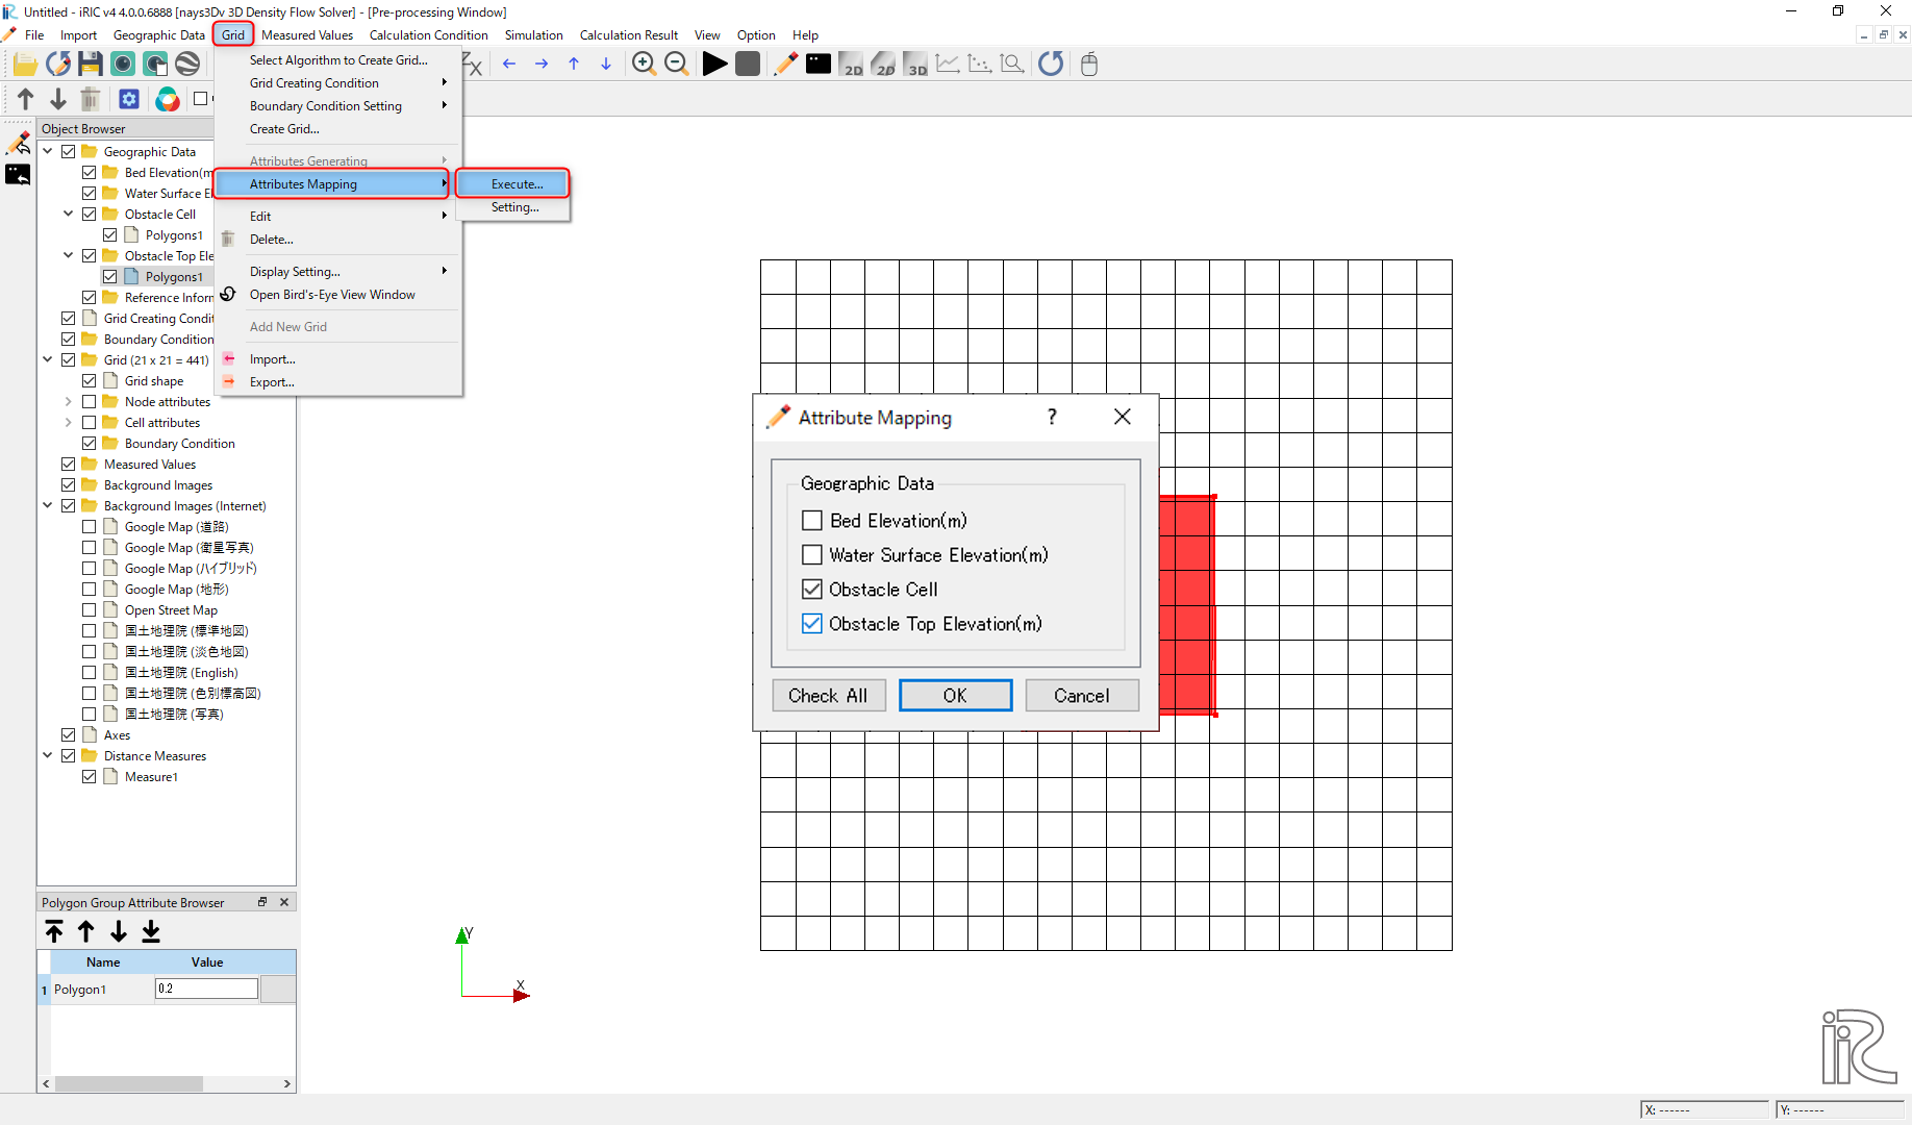 Untitled - iRIC v4 4.0.0.6888 [nays3Dv 3D Density Flow Solver] - [Pre-processing Window]
File Import Geographic Data Grid Measured Values Calculation Condition Simulation Calculation Result View Option Help
2D 2D 3D
Select Algorithm to Create Grid...
Grid Creating Condition
Boundary Condition Setting
Create Grid...
Attributes Generating
Attributes Mapping
Execute...
Setting...
Edit
Delete...
Display Setting...
Open Bird's-Eye View Window
Add New Grid
Import...
Export...
Object Browser
Geographic Data
Bed Elevation(m
Water Surface El
Obstacle Cell
Polygons1
Obstacle Top Ele
Polygons1
Reference Inform
Grid Creating Condit
Boundary Condition
Grid (21 x 21 = 441)
Grid shape
Node attributes
Cell attributes
Boundary Condition
Measured Values
Background Images
Background Images (Internet)
Google Map (道路)
Google Map (衛星写真)
Google Map (ハイブリッド)
Google Map (地形)
Open Street Map
国土地理院 (標準地図)
国土地理院 (淡色地図)
国土地理院 (English)
国土地理院 (色別標高図)
国土地理院 (写真)
Axes
Distance Measures
Measure1
Attribute Mapping ?
Geographic Data
Bed Elevation(m)
Water Surface Elevation(m)
Obstacle Cell
Obstacle Top Elevation(m)
Check All OK Cancel
Polygon Group Attribute Browser
Name Value
1 Polygon1 0.2
Y
X
iRIC
X: ------ Y: ------